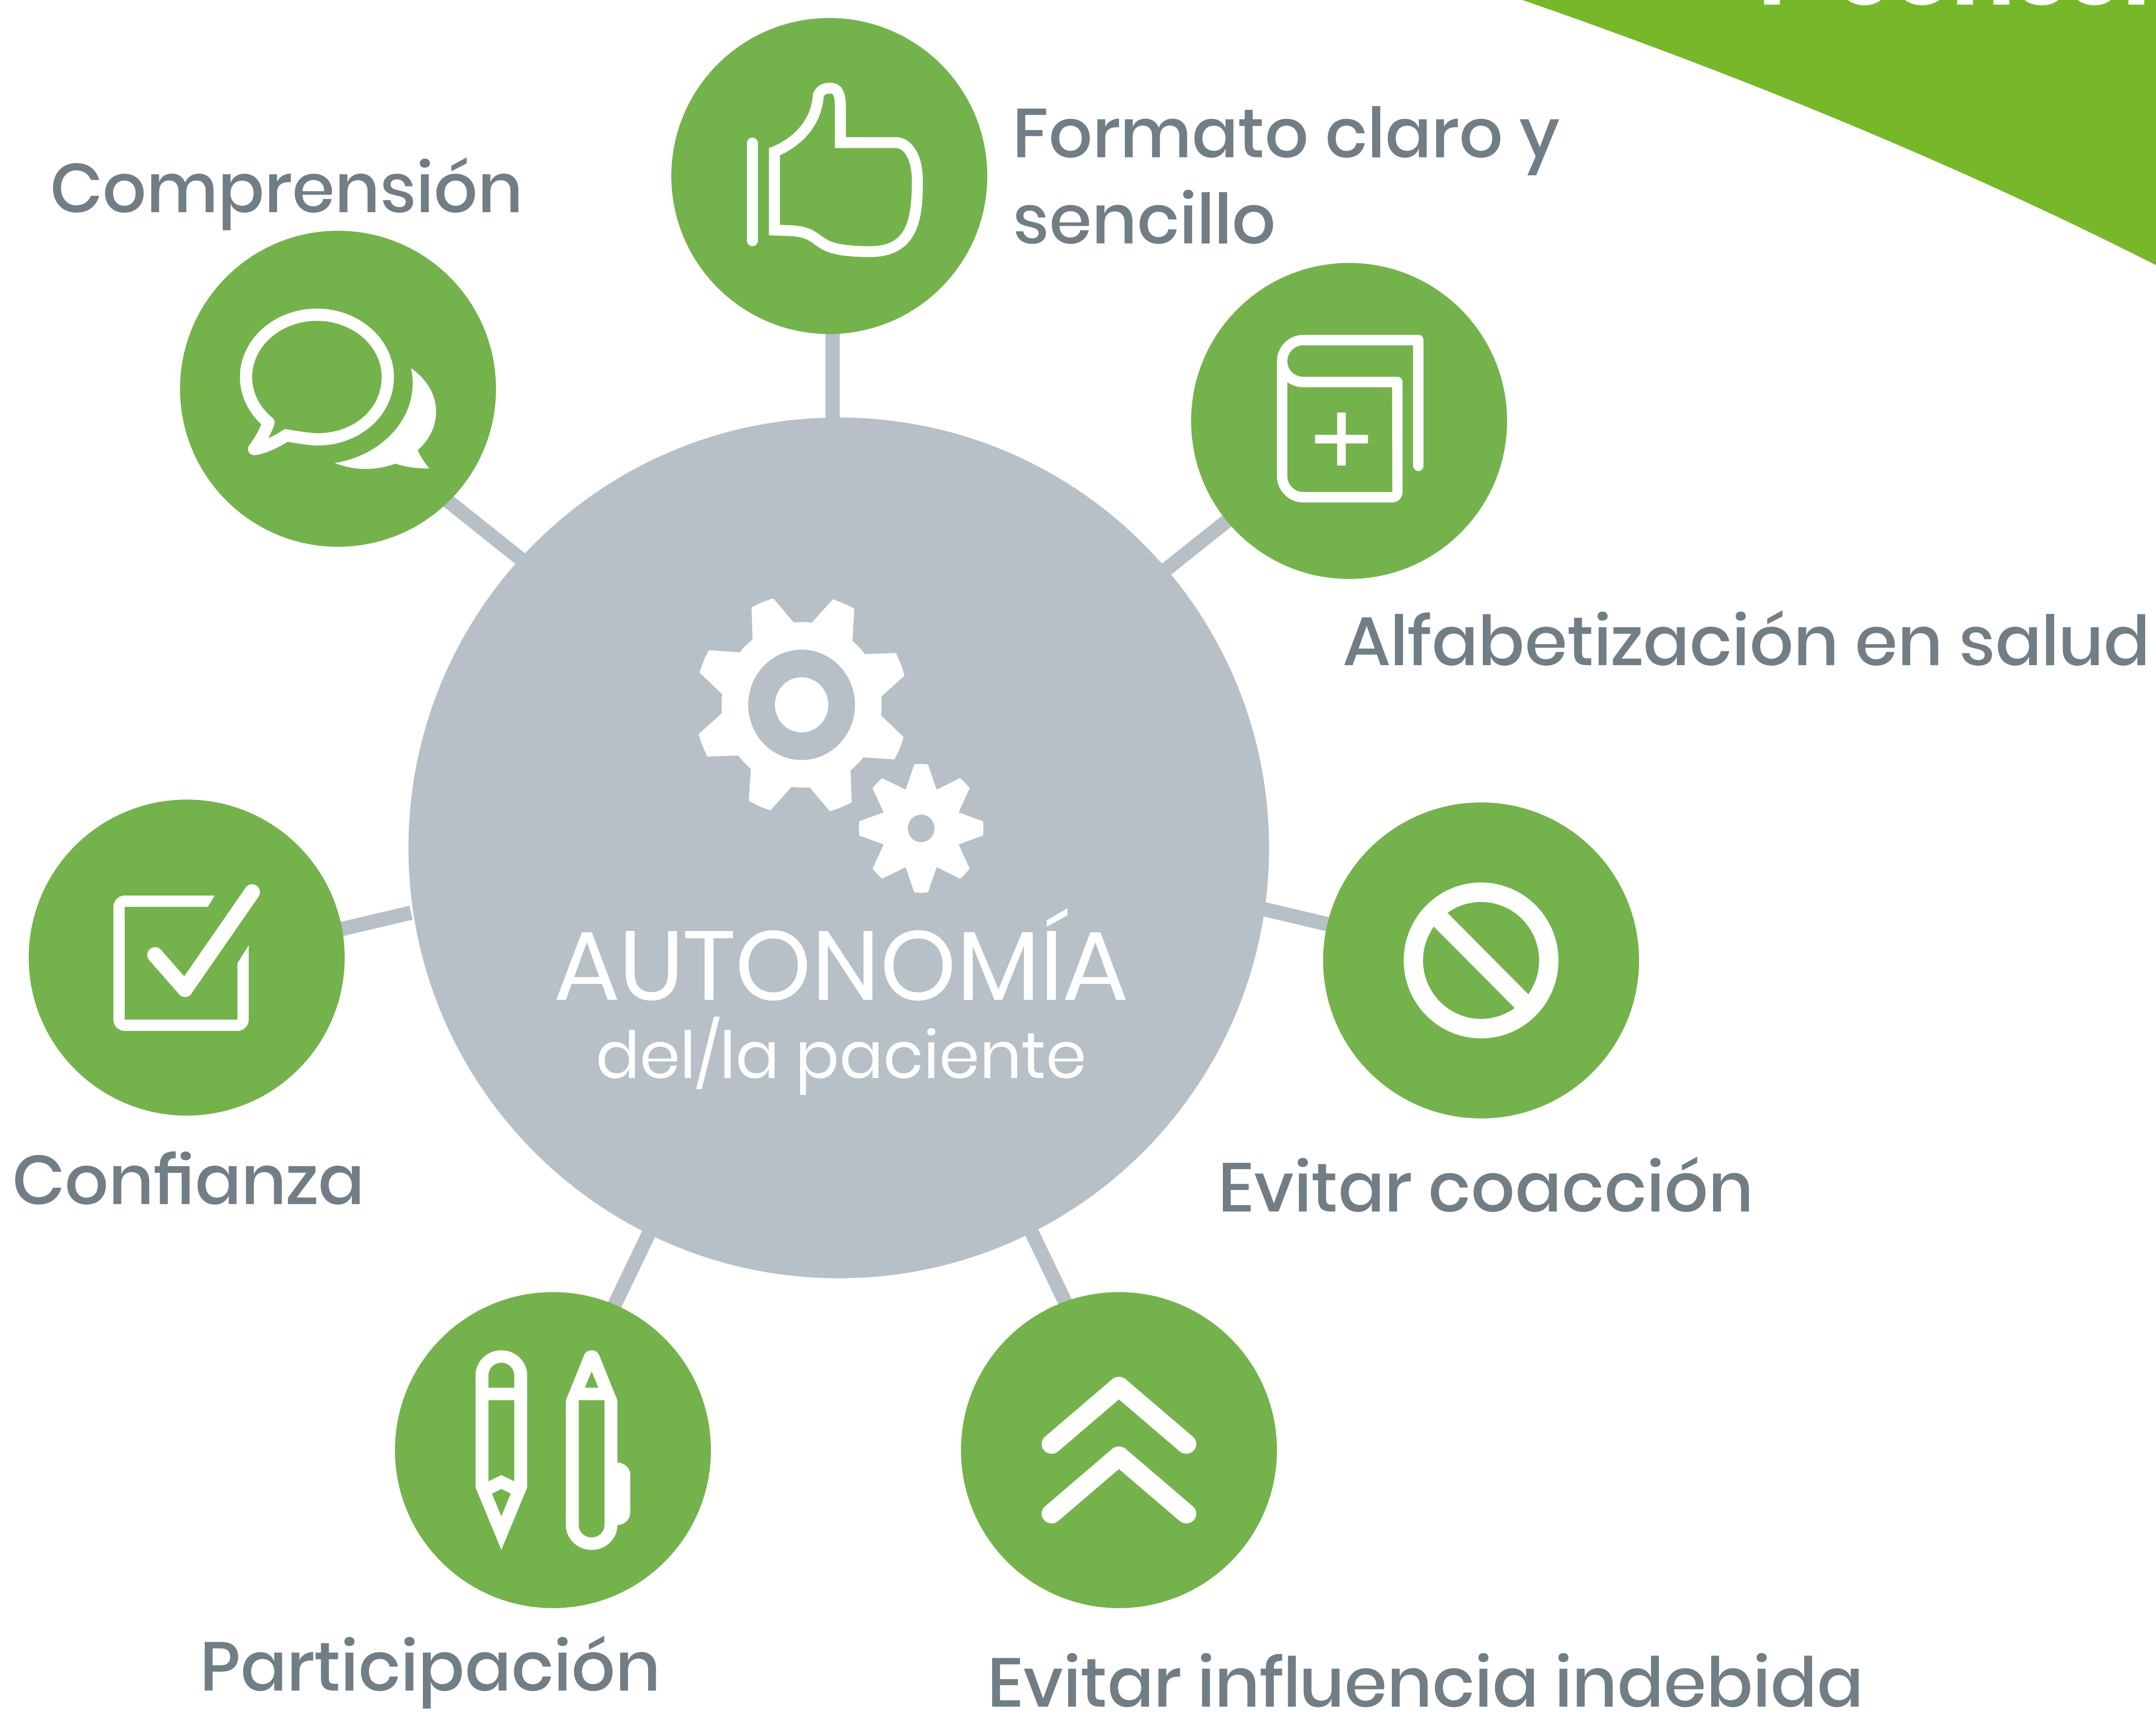 Formato claro y
sencillo
Comprensión
Alfabetización en salud
AUTONOMÍA
del/la paciente
Confianza
Evitar coacción
Participación
Evitar influencia indebida